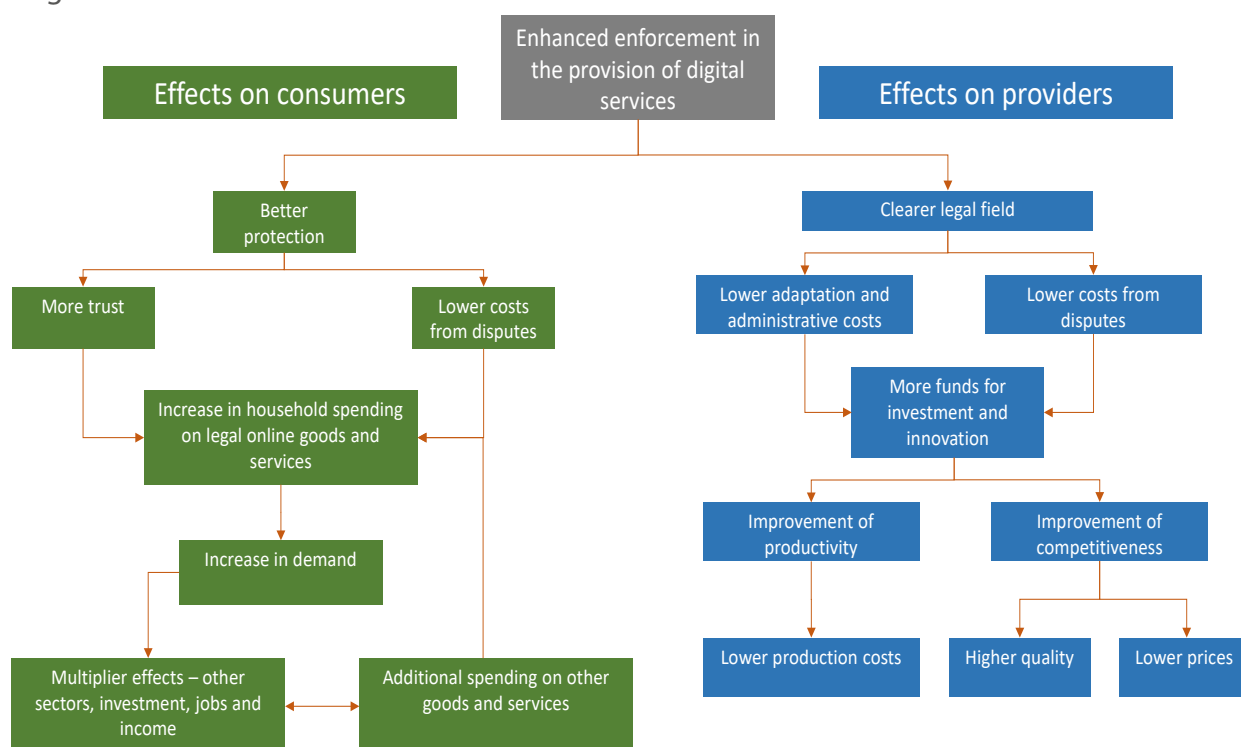 Enhanced enforcement in
the provision of digital
services
Effects on consumers
Effects on providers
Better
protection
Clearer legal field
More trust
Lower costs
from disputes
Lower adaptation and
administrative costs
Lower costs from
disputes
Increase in household spending
on legal online goods and
services
More funds for
investment and
innovation
Increase in demand
Improvement of
productivity
Improvement of
competitiveness
Multiplier effects – other
sectors, investment, jobs and
income
Additional spending on other
goods and services
Lower production costs
Higher quality
Lower prices